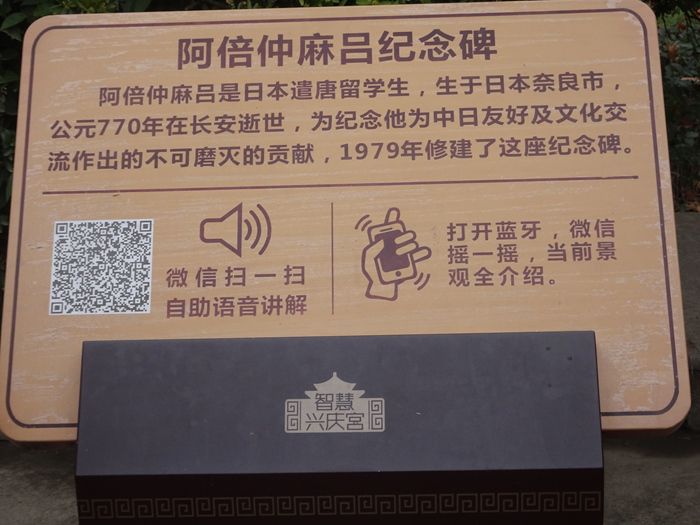 阿倍仲麻吕纪念碑
阿倍仲麻吕是日本遣唐留学生，生于日本奈良市，
公元770年在长安逝世，为纪念他为中日友好及文化交
流作出的不可磨灭的贡献，1979年修建了这座纪念碑。
微信扫一扫
自助语音讲解
打开蓝牙，微信
摇一摇，当前景
观全介绍。
智慧
兴庆宫